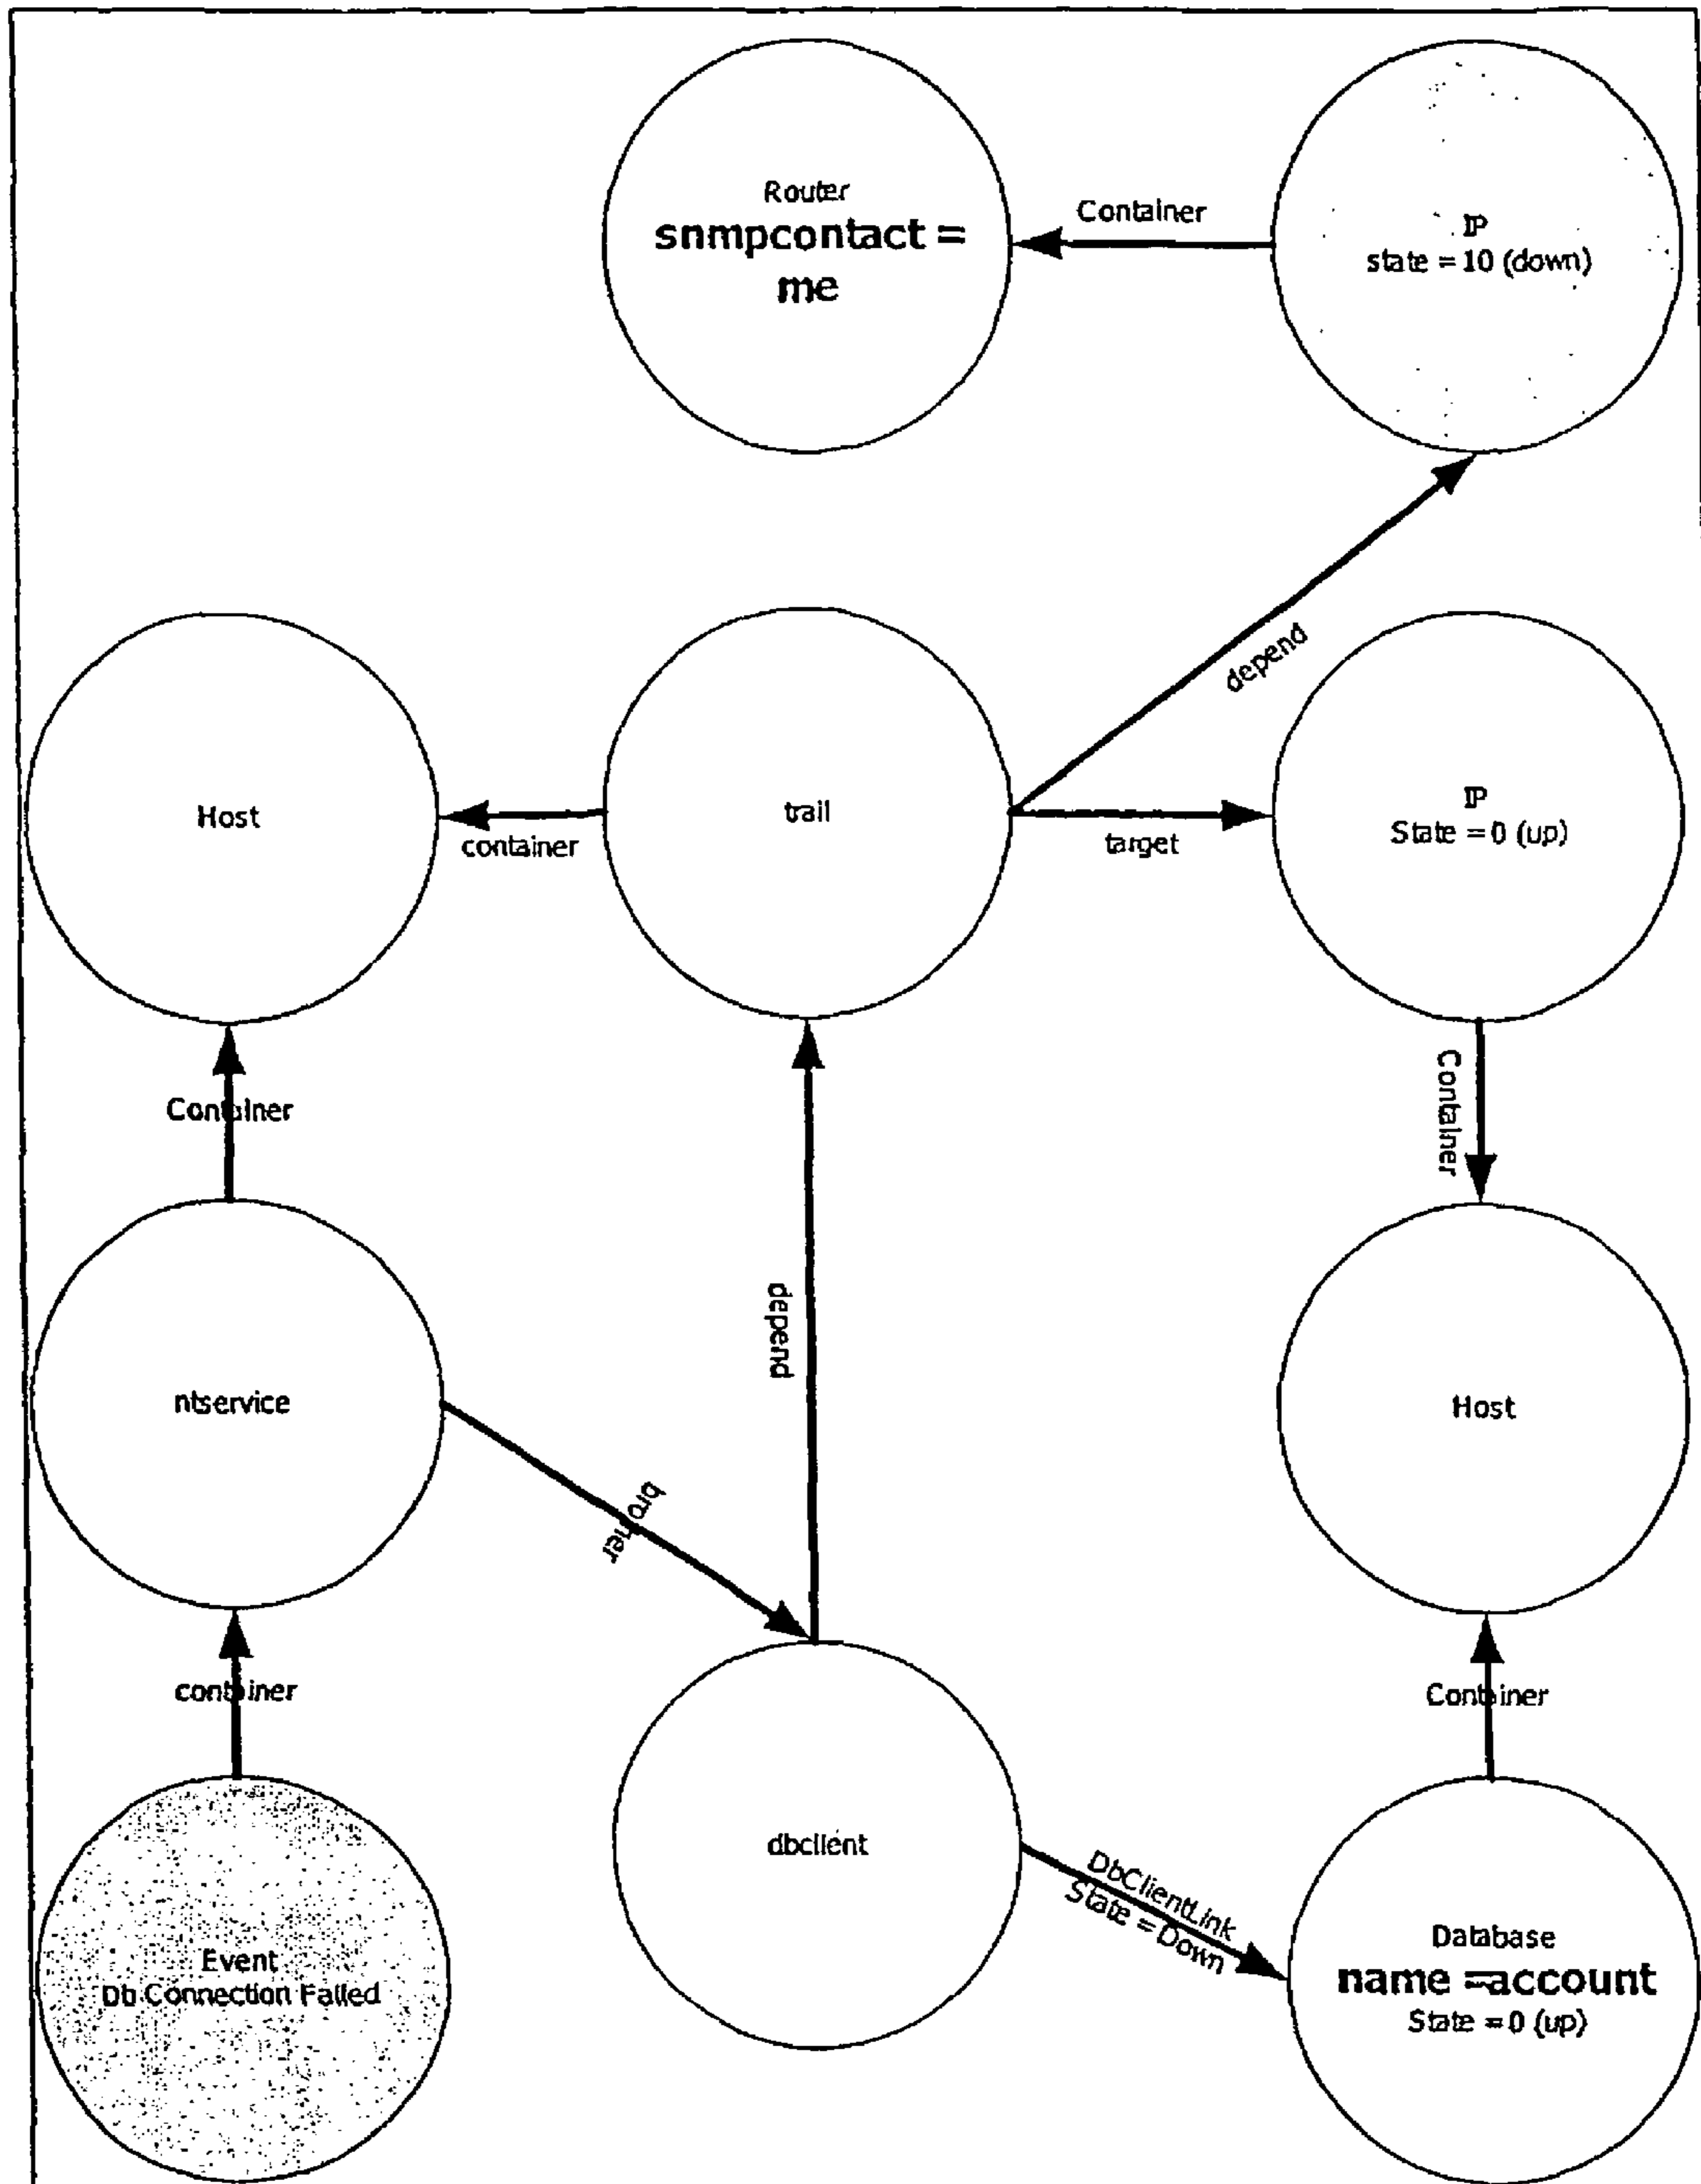 Router
snmpcontact =
me
Container
IP
state = 10 (down)
depend
Host
container
trail
target
IP
State = 0 (up)
Container
Container
depend
ntservice
Host
container
Container
dbclient
DbClientLink
State = Down
Event
Db Connection Failed
Database
name =account
State = 0 (up)